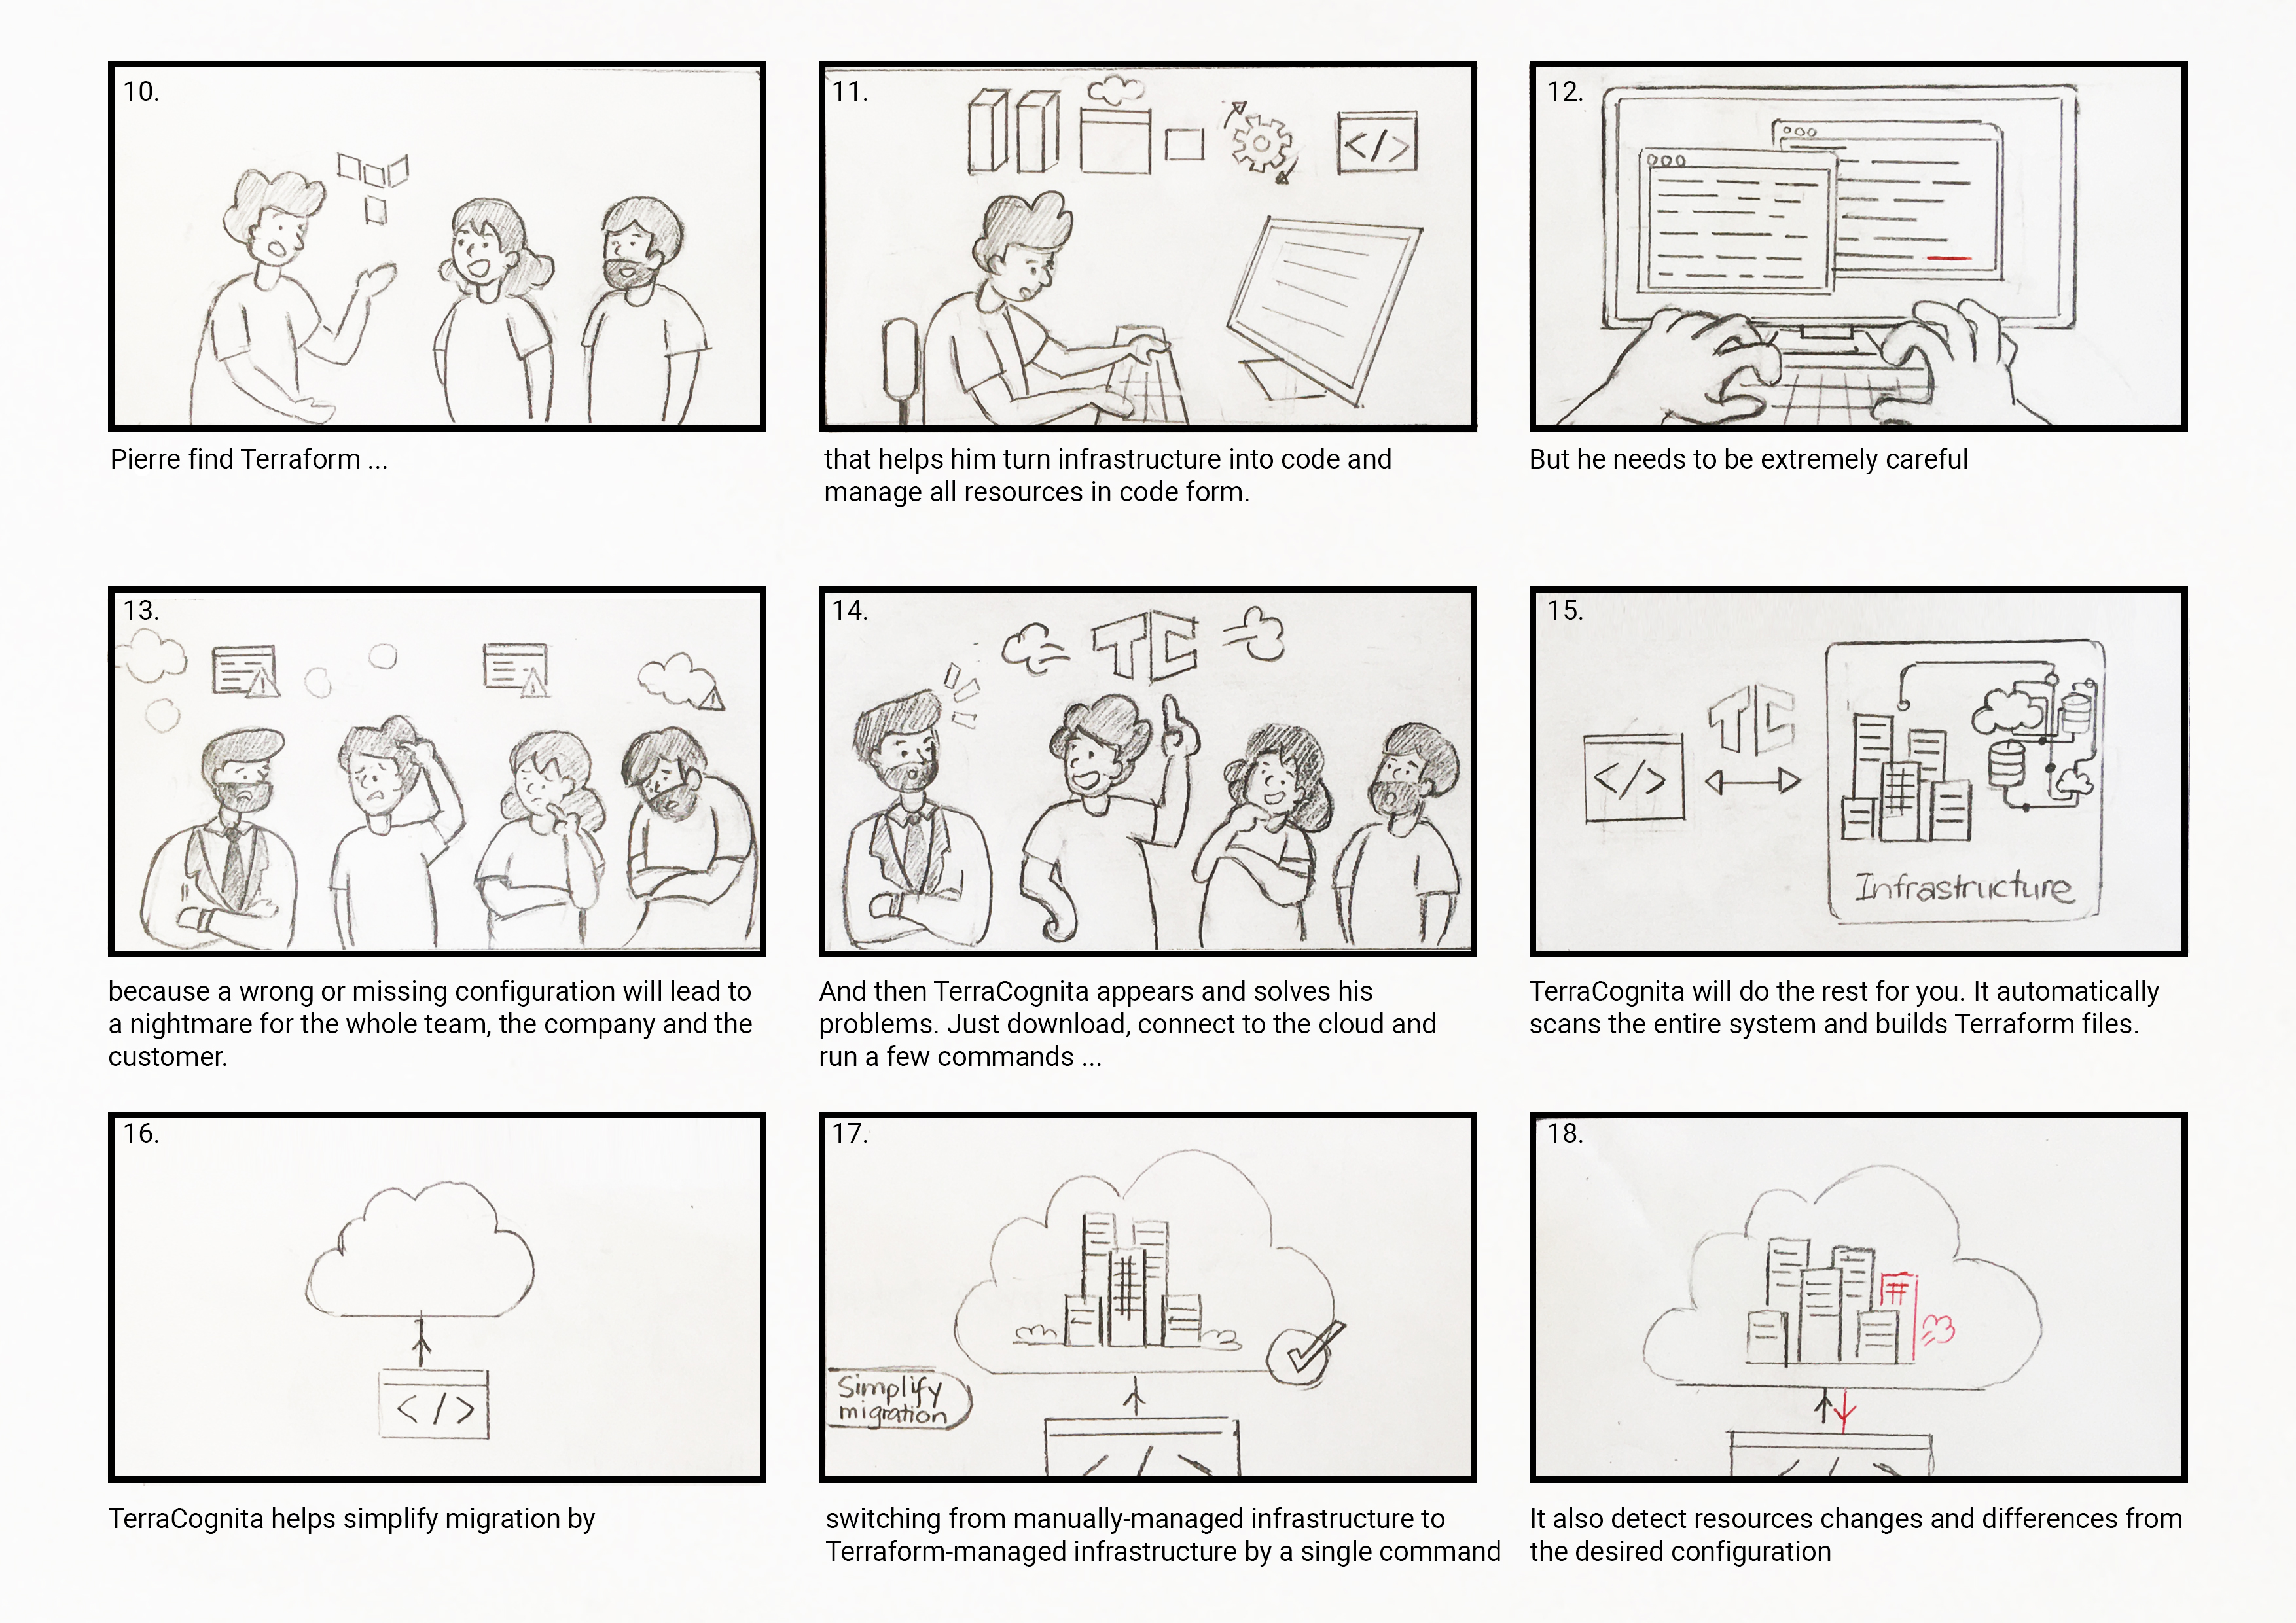 10.
Pierre find Terraform ...
11.
</>
that helps him turn infrastructure into code and
manage all resources in code form.
12.
But he needs to be extremely careful
13.
because a wrong or missing configuration will lead to
a nightmare for the whole team, the company and the
customer.
14.
TC
And then TerraCognita appears and solves his
problems. Just download, connect to the cloud and
run a few commands ...
15.
TC
</>
Infrastructure
TerraCognita will do the rest for you. It automatically
scans the entire system and builds Terraform files.
16.
</>
TerraCognita helps simplify migration by
17.
Simplify
migration
switching from manually-managed infrastructure to
Terraform-managed infrastructure by a single command
18.
It also detect resources changes and differences from
the desired configuration